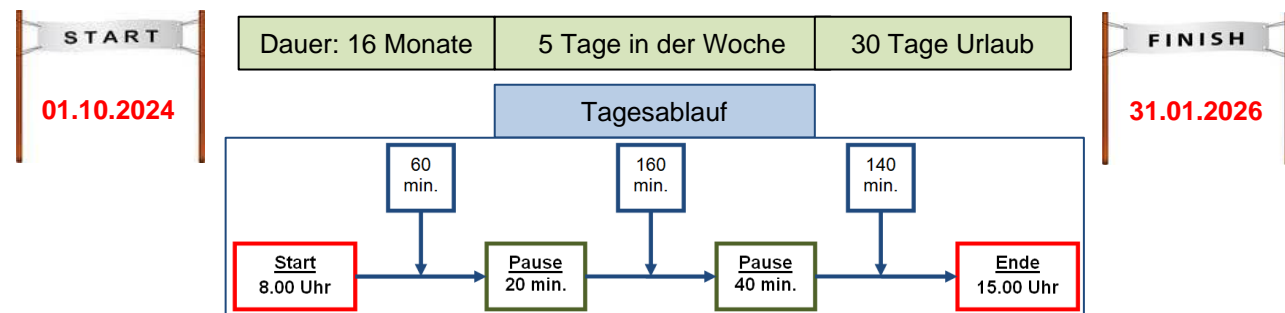 START
01.10.2024
Dauer: 16 Monate
5 Tage in der Woche
30 Tage Urlaub
FINISH
31.01.2026
Tagesablauf
60
min.
160
min.
140
min.
Start
8.00 Uhr
Pause
20 min.
Pause
40 min.
Ende
15.00 Uhr